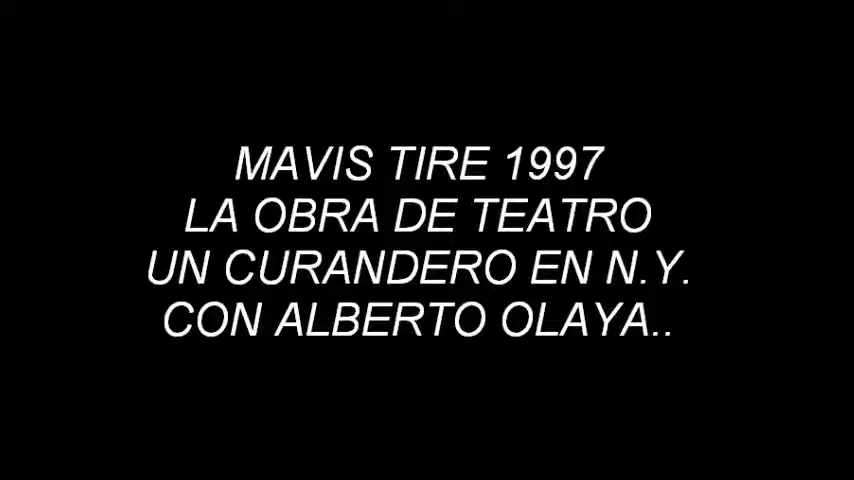 MAVIS TIRE 1997
LA OBRA DE TEATRO
UN CURANDERO EN N.Y.
CON ALBERTO OLAYA..